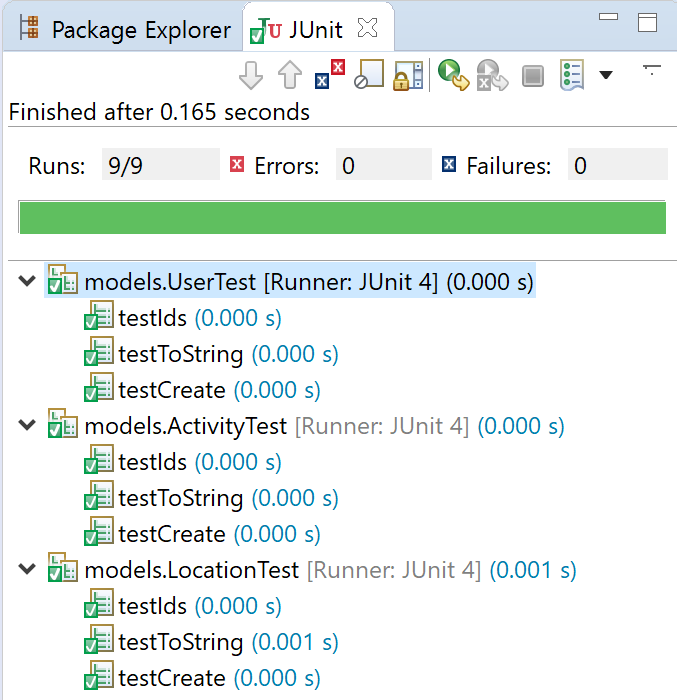 Package Explorer JUnit
Finished after 0.165 seconds
Runs: 9/9 Errors: 0 Failures: 0
models.UserTest [Runner: JUnit 4] (0.000 s)
testIds (0.000 s)
testToString (0.000 s)
testCreate (0.000 s)
models.ActivityTest [Runner: JUnit 4] (0.000 s)
testIds (0.000 s)
testToString (0.000 s)
testCreate (0.000 s)
models.LocationTest [Runner: JUnit 4] (0.001 s)
testIds (0.000 s)
testToString (0.001 s)
testCreate (0.000 s)